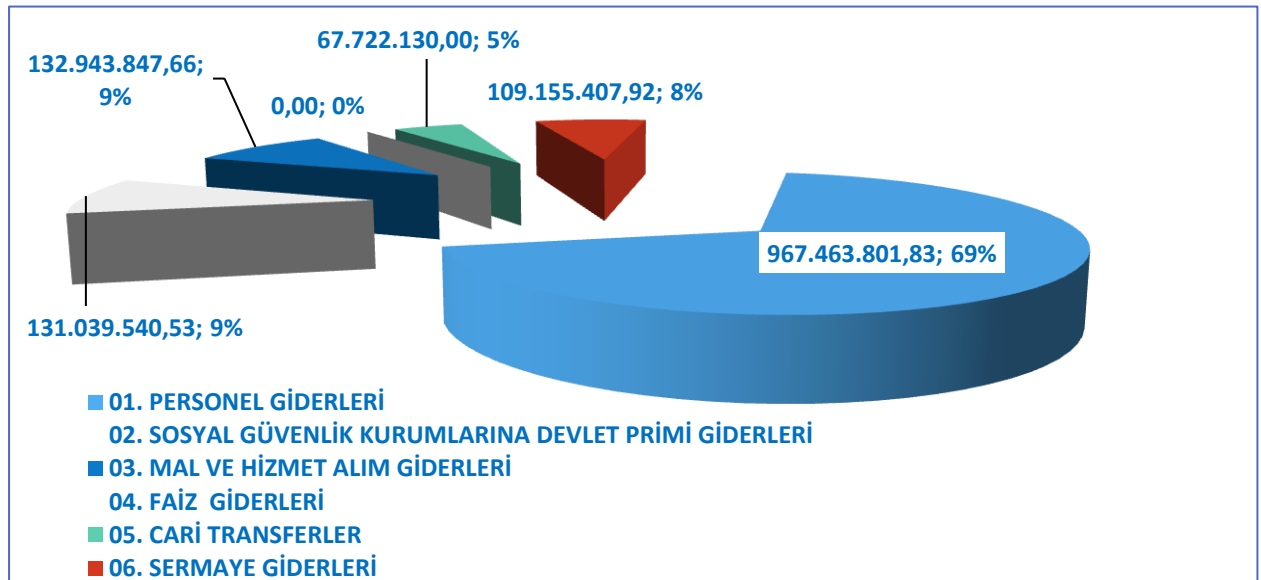 67.722.130,00; 5%
132.943.847,66;
9%
0,00; 0%
109.155.407,92; 8%
967.463.801,83; 69%
131.039.540,53; 9%
01. PERSONEL GİDERLERİ
02. SOSYAL GÜVENLİK KURUMLARINA DEVLET PRİMİ GİDERLERİ
03. MAL VE HİZMET ALIM GİDERLERİ
04. FAİZ  GİDERLERİ
05. CARİ TRANSFERLER
06. SERMAYE GİDERLERİ